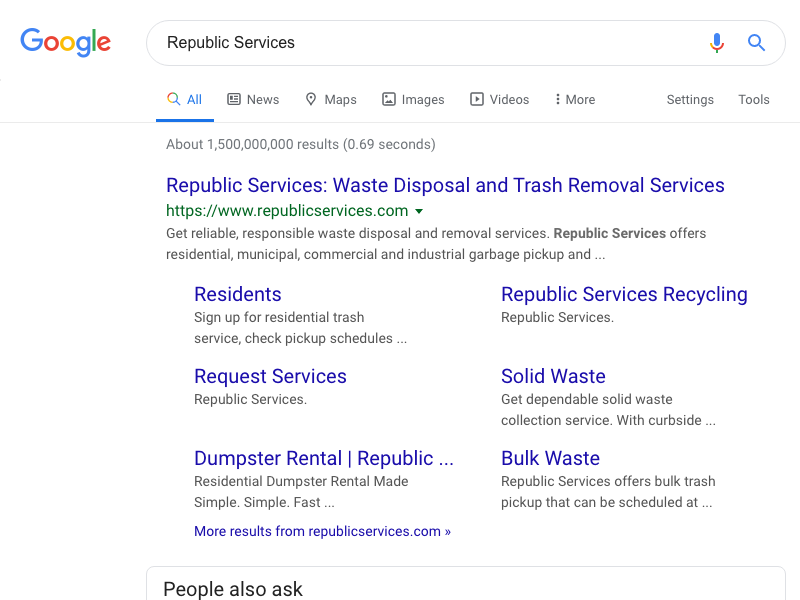 Google
Republic Services
All News Maps Images Videos More Settings Tools
About 1,500,000,000 results (0.69 seconds)
Republic Services: Waste Disposal and Trash Removal Services
https://www.republicservices.com
Get reliable, responsible waste disposal and removal services. Republic Services offers
residential, municipal, commercial and industrial garbage pickup and ...
Residents
Sign up for residential trash
service, check pickup schedules ...
Republic Services Recycling
Republic Services.
Request Services
Republic Services.
Solid Waste
Get dependable solid waste
collection service. With curbside ...
Dumpster Rental | Republic ...
Residential Dumpster Rental Made
Simple. Simple. Fast ...
Bulk Waste
Republic Services offers bulk trash
pickup that can be scheduled at ...
More results from republicservices.com »
People also ask